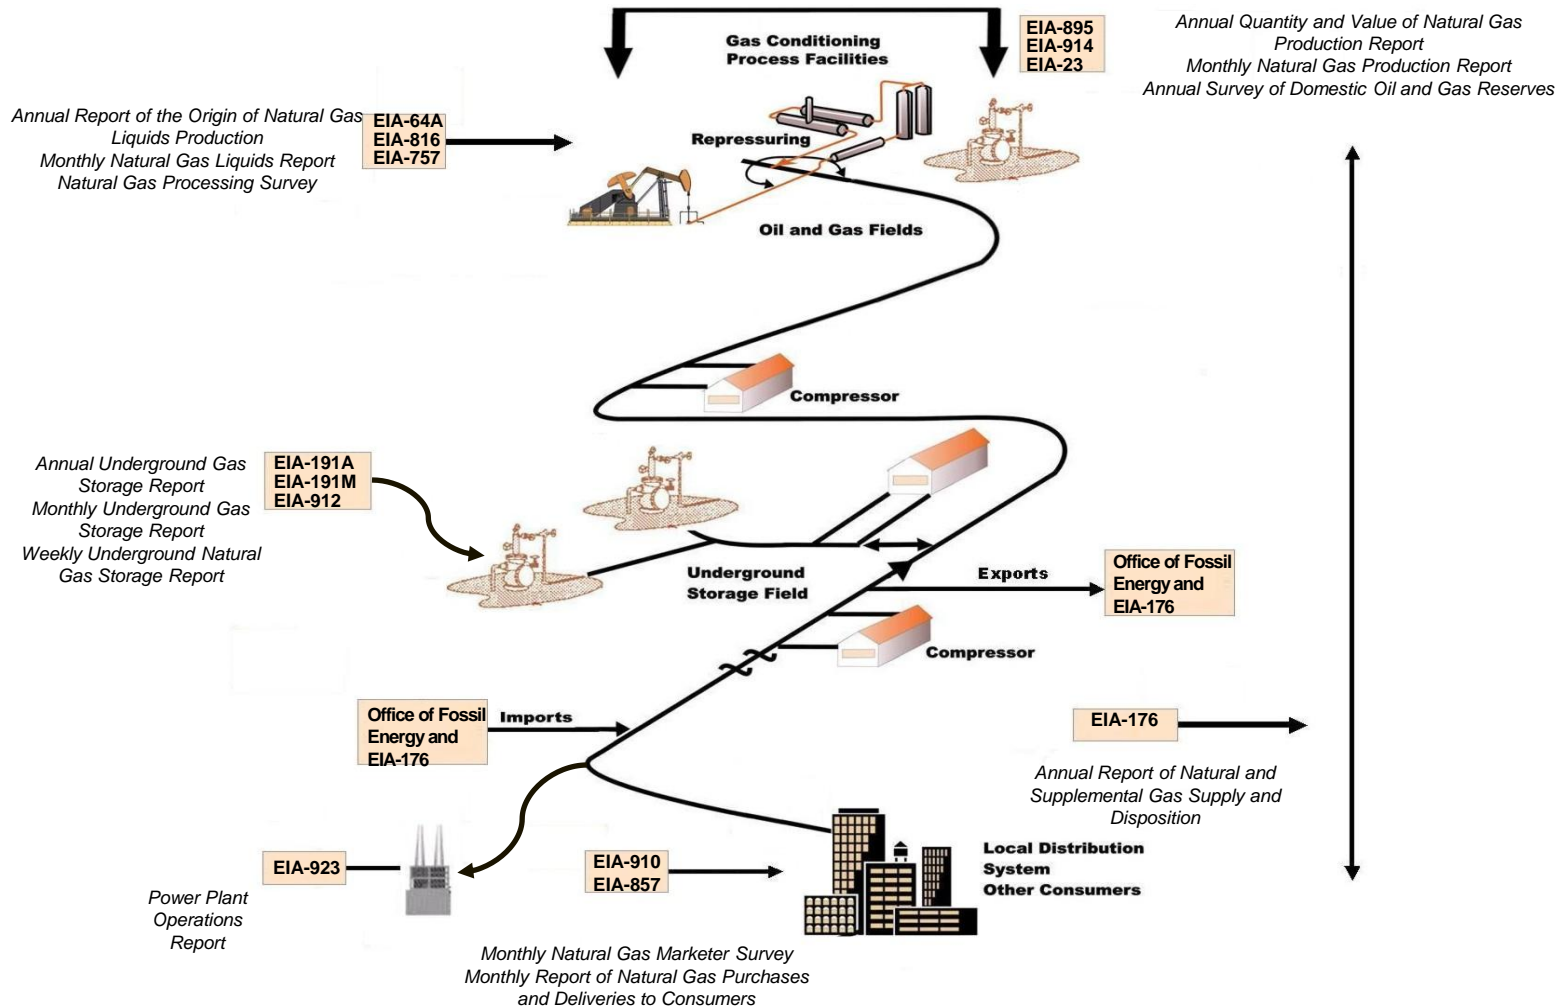 Gas Conditioning
Process Facilities
EIA-895
EIA-914
EIA-23
Annual Quantity and Value of Natural Gas
Production Report
Monthly Natural Gas Production Report
Annual Survey of Domestic Oil and Gas Reserves
Annual Report of the Origin of Natural Gas
Liquids Production
Monthly Natural Gas Liquids Report
Natural Gas Processing Survey
EIA-64A
EIA-816
EIA-757
Repressuring
Oil and Gas Fields
Compressor
Annual Underground Gas
Storage Report
Monthly Underground Gas
Storage Report
Weekly Underground Natural
Gas Storage Report
EIA-191A
EIA-191M
EIA-912
Underground
Storage Field
Exports
Office of Fossil
Energy and
EIA-176
Compressor
Office of Fossil
Energy and
EIA-176
Imports
EIA-176
Annual Report of Natural and
Supplemental Gas Supply and
Disposition
EIA-923
Power Plant
Operations
Report
EIA-910
EIA-857
Local Distribution
System
Other Consumers
Monthly Natural Gas Marketer Survey
Monthly Report of Natural Gas Purchases
and Deliveries to Consumers